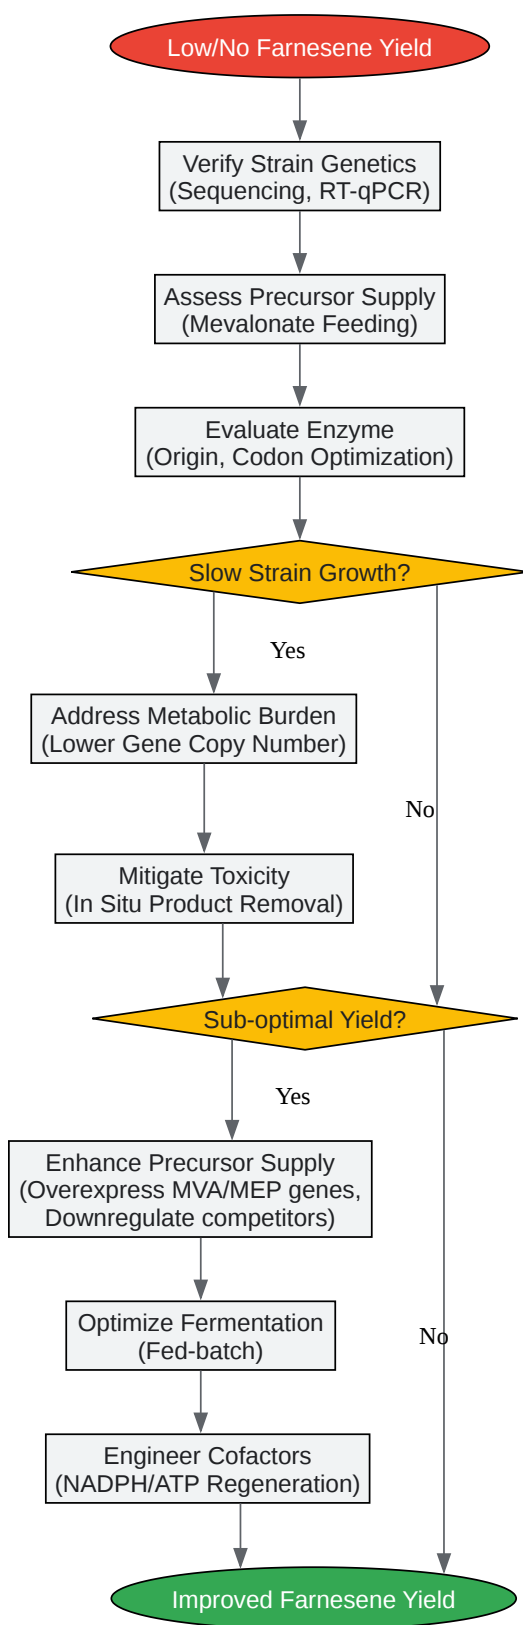 Low/No Farnesene Yield
Verify Strain Genetics
(Sequencing, RT-qPCR)
Assess Precursor Supply
(Mevalonate Feeding)
Evaluate Enzyme
(Origin, Codon Optimization)
Slow Strain Growth?
Yes
Address Metabolic Burden
(Lower Gene Copy Number)
No
Mitigate Toxicity
(In Situ Product Removal)
Sub-optimal Yield?
Yes
Enhance Precursor Supply
(Overexpress MVA/MEP genes,
Downregulate competitors)
Optimize Fermentation
(Fed-batch)
No
Engineer Cofactors
(NADPH/ATP Regeneration)
Improved Farnesene Yield